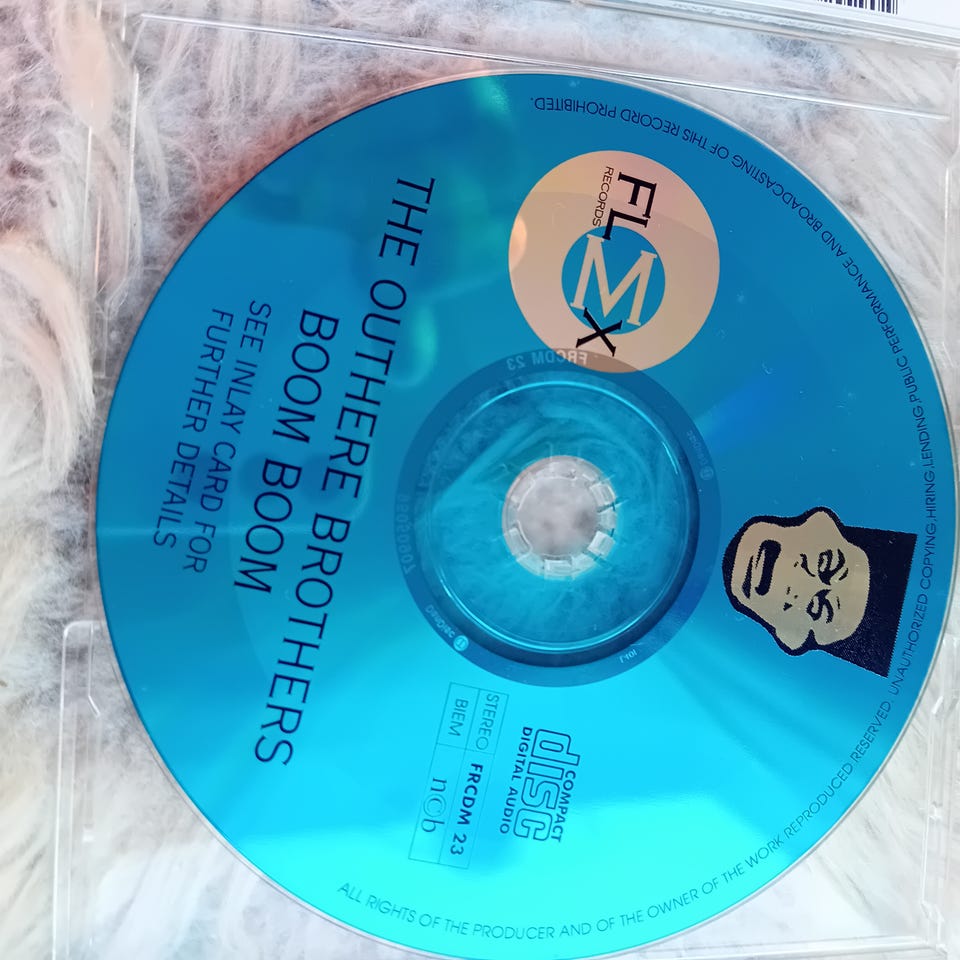 FLMX
RECORDS
THE OUTHERE BROTHERS
BOOM BOOM
SEE INLAY CARD FOR
FURTHER DETAILS
COMPACT
disc
DIGITAL AUDIO
STEREO
FRCDM 23
BIEM
ncb
ALL RIGHTS OF THE PRODUCER AND OF THE OWNER OF THE WORK REPRODUCED RESERVED. UNAUTHORIZED COPYING,HIRING,LENDING,PUBLIC PERFORMANCE AND BROADCASTING OF THIS RECORD PROHIBITED.
FRCDM 23